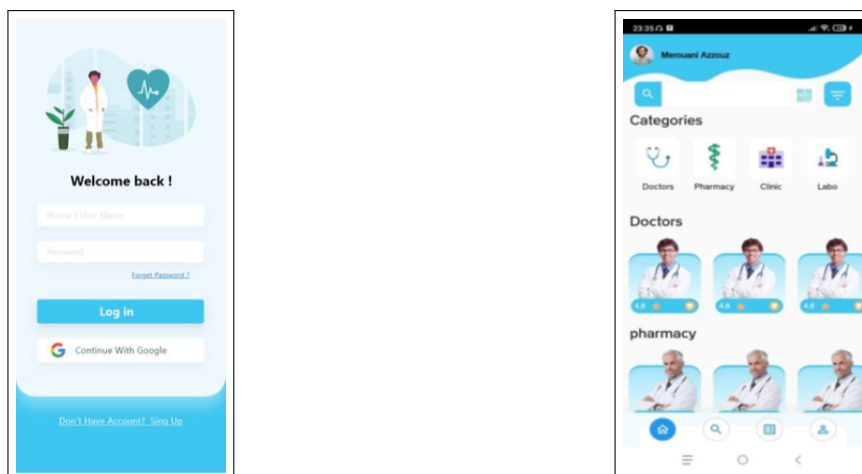 Welcome back !
Phone / User Name
Password
Forget Password ?
Log in
Continue With Google
Don't Have Account? Sing Up
23:35
Merouani Azzouz
Categories
Doctors Pharmacy Clinic Labo
Doctors
4.8 4.8 4.8
pharmacy